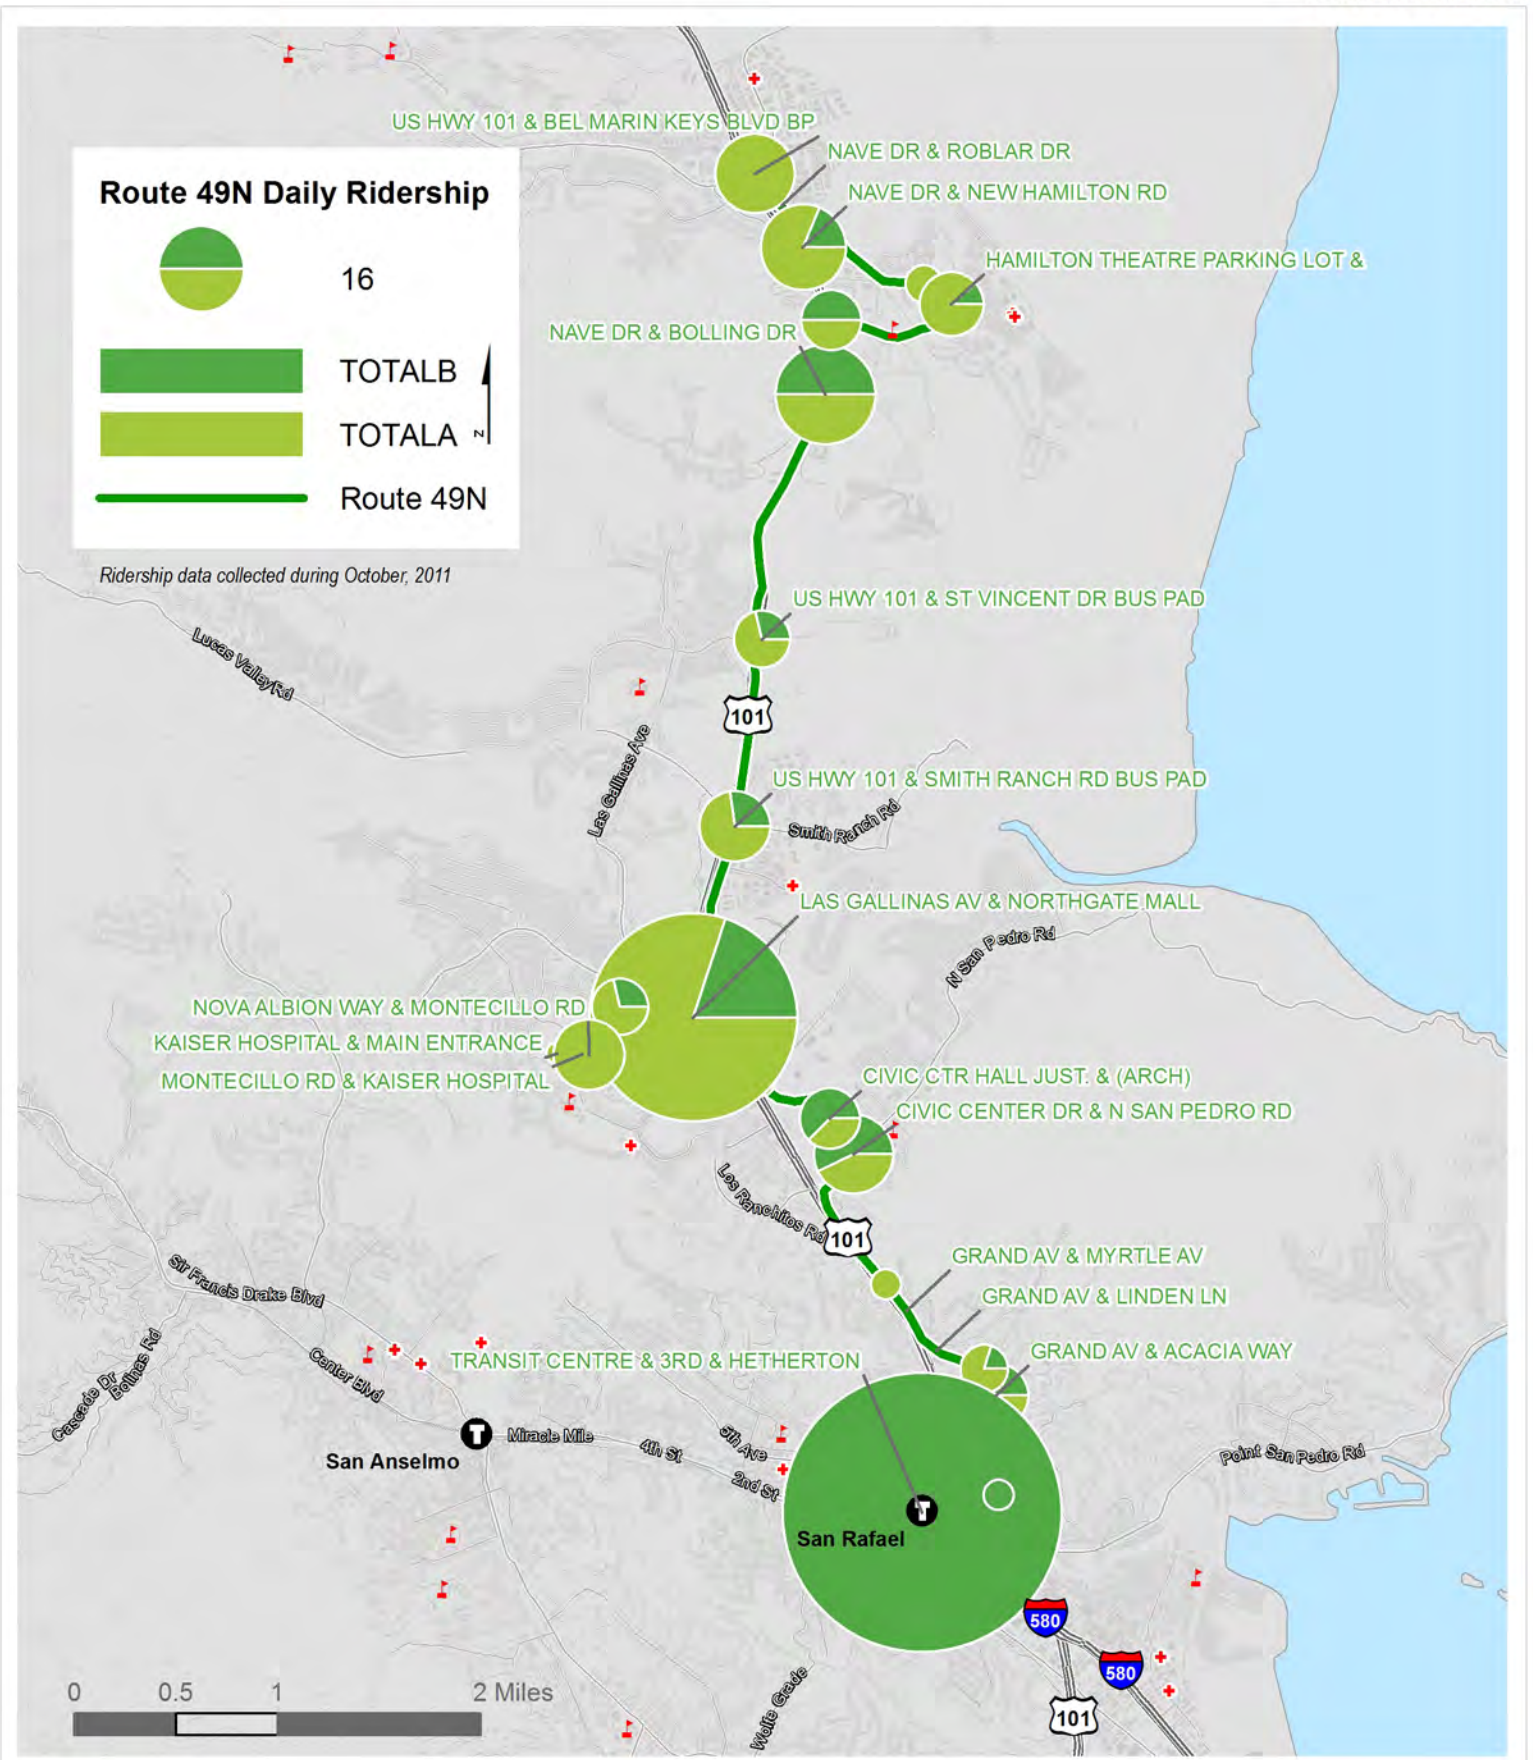 US HWY 101 & BEL MARIN KEYS BLVD BP
NAVE DR & ROBLAR DR
NAVE DR & NEW HAMILTON RD
HAMILTON THEATRE PARKING LOT &
NAVE DR & BOLLING DR
Route 49N Daily Ridership
16
TOTALB
TOTALA
N
Route 49N
Ridership data collected during October, 2011
US HWY 101 & ST VINCENT DR BUS PAD
Lucas Valley Rd
101
Las Gallinas Ave
US HWY 101 & SMITH RANCH RD BUS PAD
Smith Ranch Rd
LAS GALLINAS AV & NORTHGATE MALL
N San Pedro Rd
NOVA ALBION WAY & MONTECILLO RD
KAISER HOSPITAL & MAIN ENTRANCE
MONTECILLO RD & KAISER HOSPITAL
CIVIC CTR HALL JUST. & (ARCH)
CIVIC CENTER DR & N SAN PEDRO RD
Los Ranchitos Rd
101
GRAND AV & MYRTLE AV
GRAND AV & LINDEN LN
GRAND AV & ACACIA WAY
Sir Francis Drake Blvd
Center Blvd
Bolinas Rd
Cascade Dr
TRANSIT CENTRE & 3RD & HETHERTON
T
San Anselmo
Miracle Mile
4th St
5th Ave
2nd St
Point San Pedro Rd
T
San Rafael
580
580
101
Wolfe Grade
0 0.5 1 2 Miles